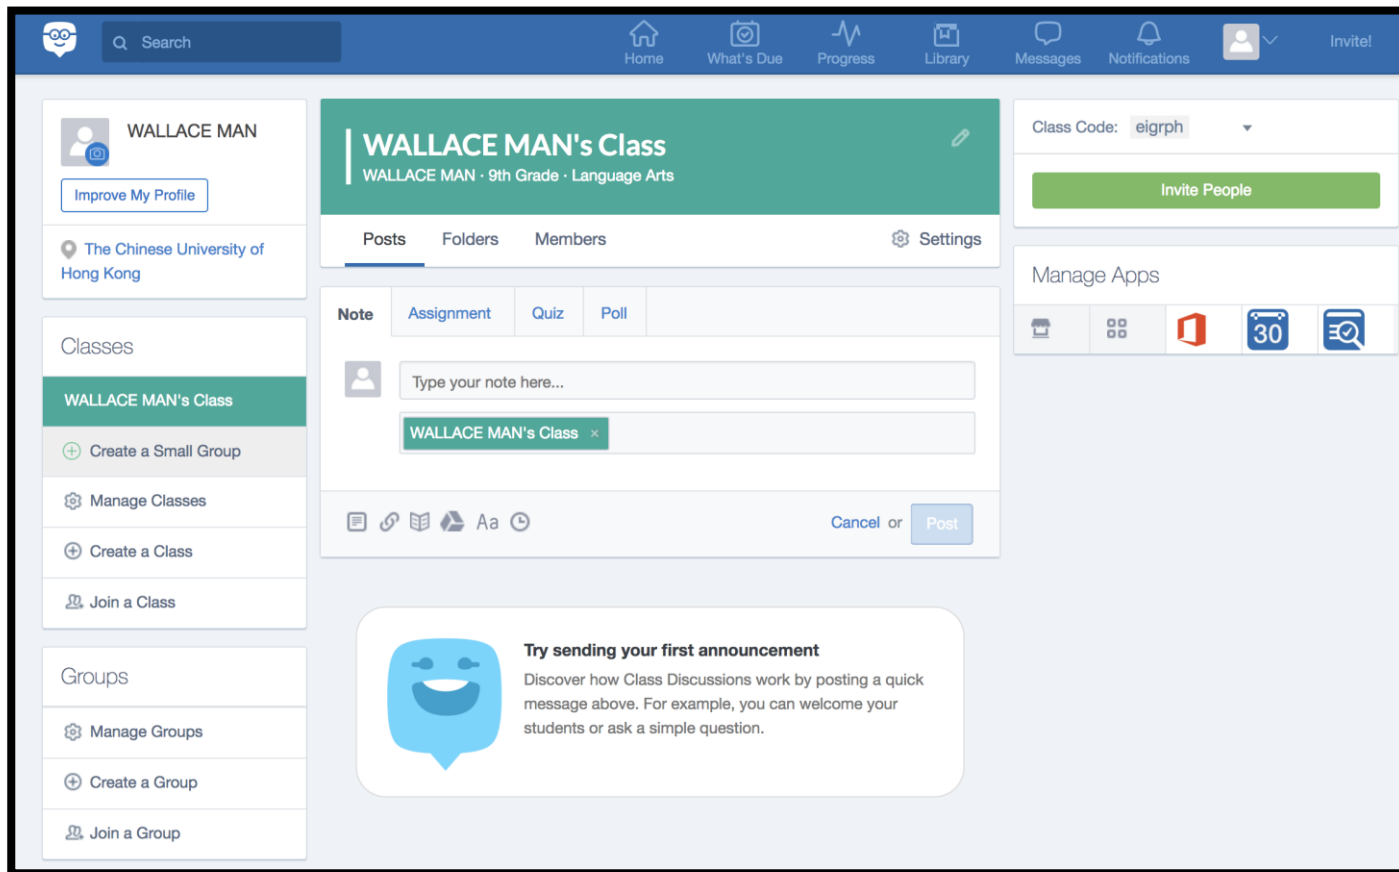 Search
Home
What's Due
Progress
Library
Messages
Notifications
Invite!
WALLACE MAN
Improve My Profile
The Chinese University of
Hong Kong
Classes
WALLACE MAN's Class
Create a Small Group
Manage Classes
Create a Class
Join a Class
Groups
Manage Groups
Create a Group
Join a Group
WALLACE MAN's Class
WALLACE MAN · 9th Grade · Language Arts
Posts
Folders
Members
Settings
Note
Assignment
Quiz
Poll
Type your note here...
WALLACE MAN's Class ×
Aa
Cancel or Post
Try sending your first announcement
Discover how Class Discussions work by posting a quick
message above. For example, you can welcome your
students or ask a simple question.
Class Code: eigrph
Invite People
Manage Apps
30